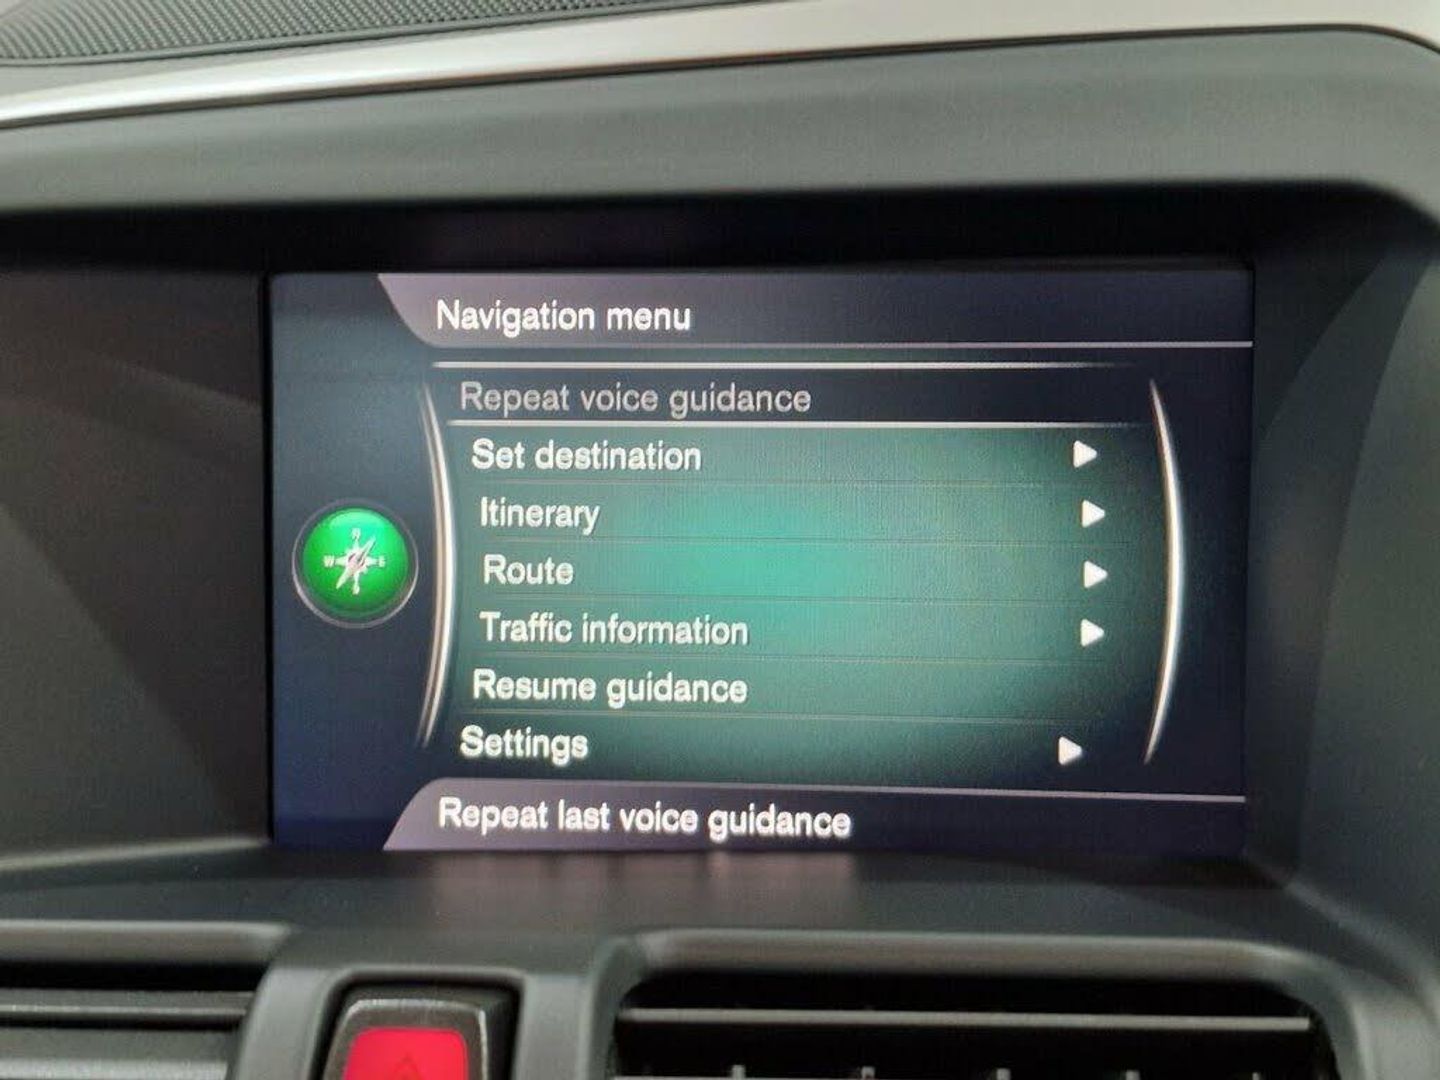 Navigation menu
Repeat voice guidance
Set destination
Itinerary
Route
Traffic information
Resume guidance
Settings
Repeat last voice guidance